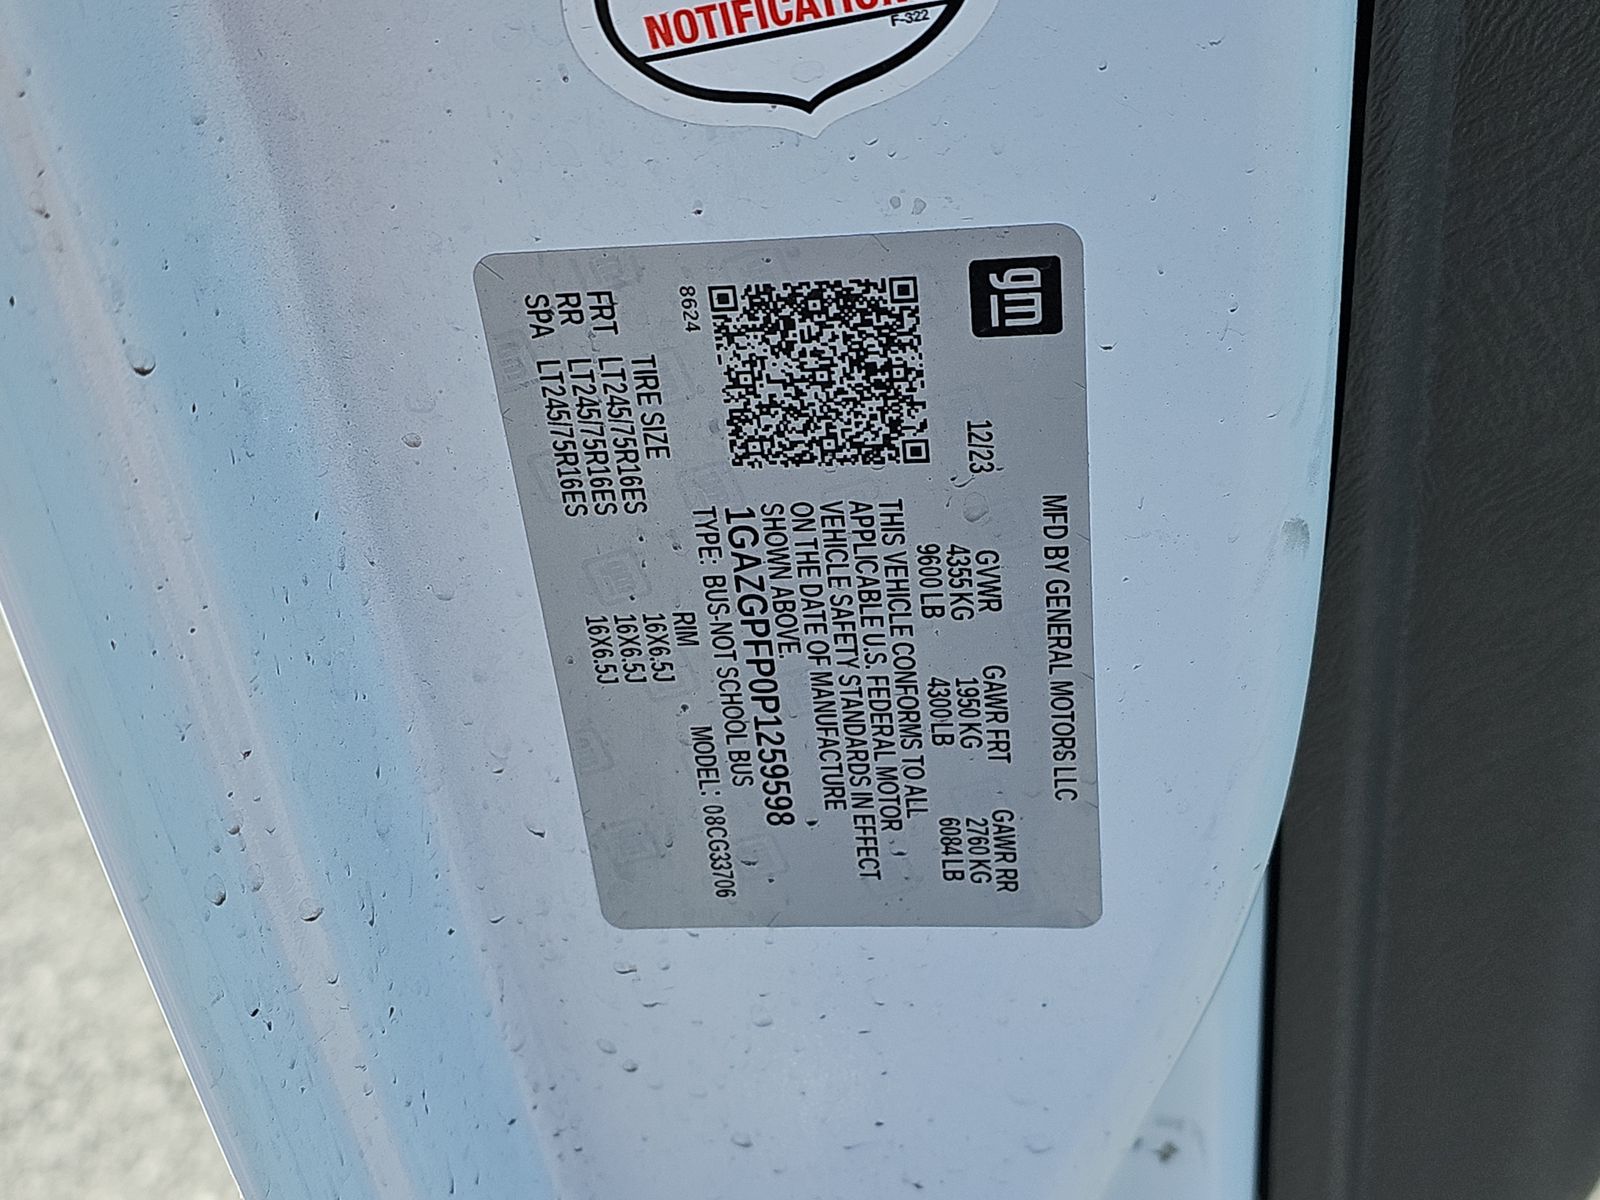 NOTIFICATION
F-322
gm
MFD BY GENERAL MOTORS LLC
12/23 GVWR GAWR FRT GAWR RR
4355 KG 1950 KG 2760 KG
9600 LB 4300 LB 6084 LB
THIS VEHICLE CONFORMS TO ALL
APPLICABLE U.S. FEDERAL MOTOR
VEHICLE SAFETY STANDARDS IN EFFECT
ON THE DATE OF MANUFACTURE
SHOWN ABOVE.
1GAZGPFP0P1259598
TYPE: BUS-NOT SCHOOL BUS MODEL: 08CG33706
8624
TIRE SIZE RIM
FRT LT245/75R16ES 16X6.5J
RR LT245/75R16ES 16X6.5J
SPA LT245/75R16ES 16X6.5J